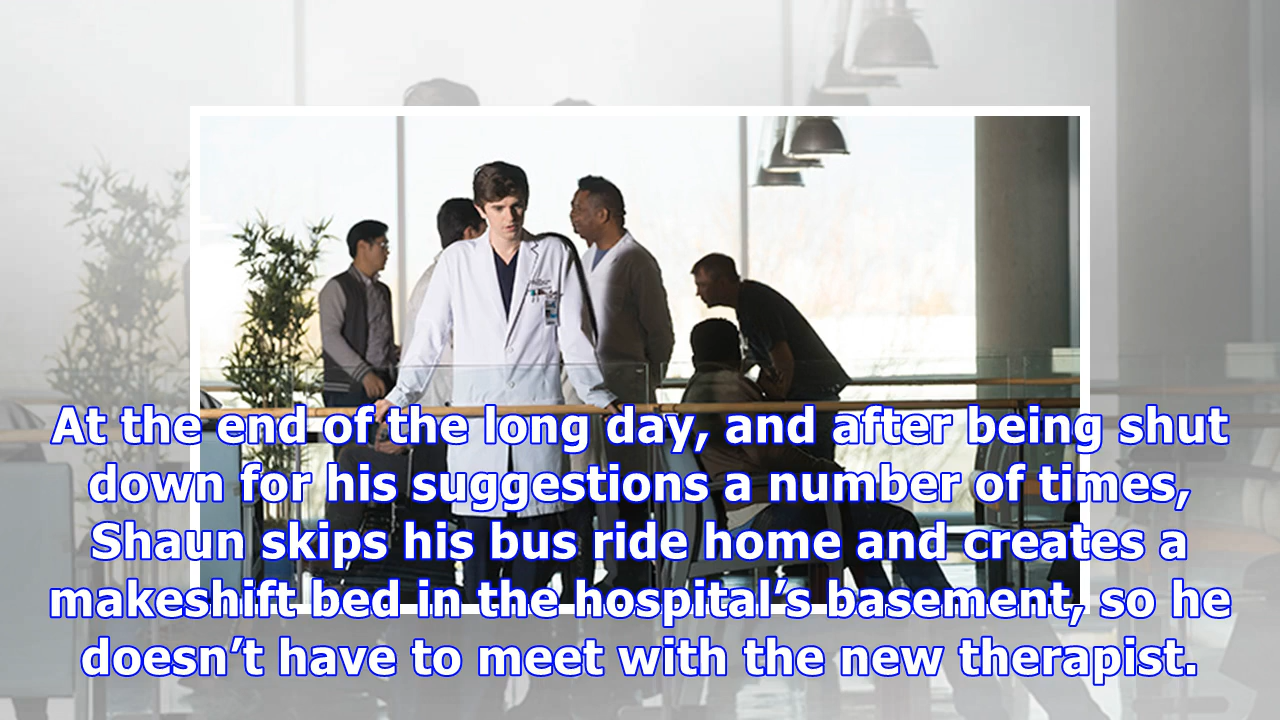 At the end of the long day, and after being shut
down for his suggestions a number of times,
Shaun skips his bus ride home and creates a
makeshift bed in the hospital’s basement, so he
doesn’t have to meet with the new therapist.